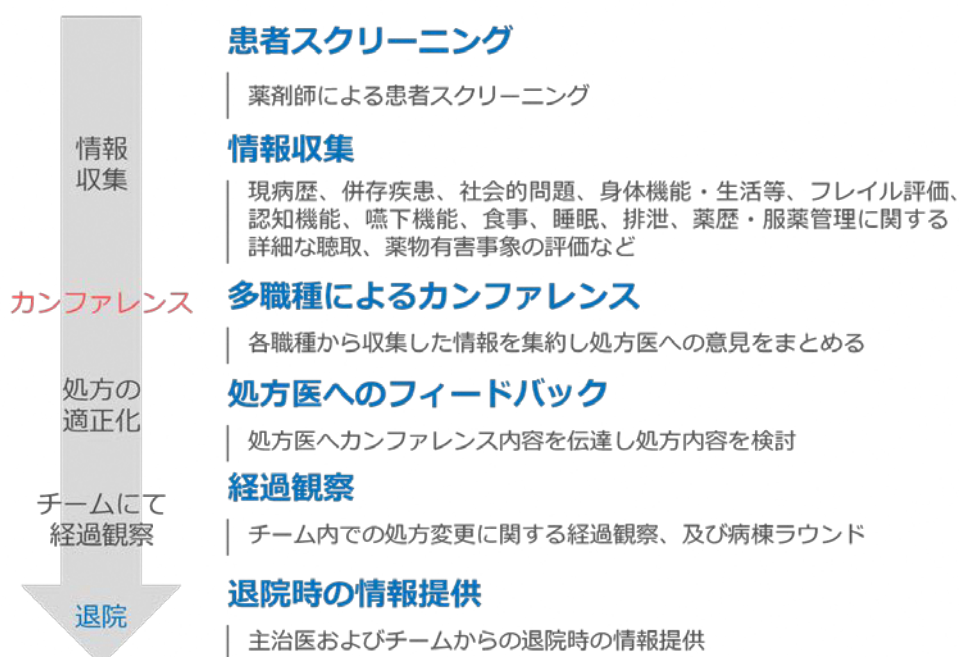 患者スクリーニング
薬剤師による患者スクリーニング
情報
収集
情報収集
現病歴、併存疾患、社会的問題、身体機能・生活等、フレイル評価、
認知機能、嚥下機能、食事、睡眠、排泄、薬歴・服薬管理に関する
詳細な聴取、薬物有害事象の評価など
カンファレンス
多職種によるカンファレンス
各職種から収集した情報を集約し処方医への意見をまとめる
処方の
適正化
処方医へのフィードバック
処方医へカンファレンス内容を伝達し処方内容を検討
チームにて
経過観察
経過観察
チーム内での処方変更に関する経過観察、及び病棟ラウンド
退院
退院時の情報提供
主治医およびチームからの退院時の情報提供